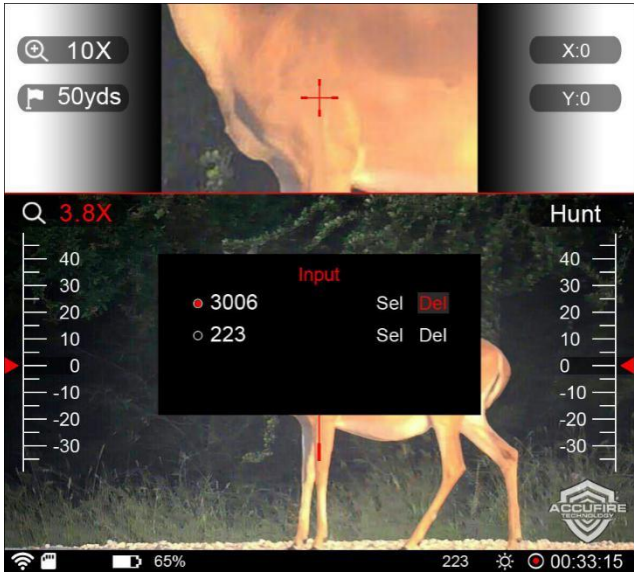 10X
X:0
50yds
Y:0
3.8X
Hunt
40 40
30 30
20 20
10 10
0 0
-10 -10
-20 -20
-30 -30
Input
3006 Sel Del
223 Sel Del
ACCUFIRE
TECHNOLOGY
65% 223 00:33:15